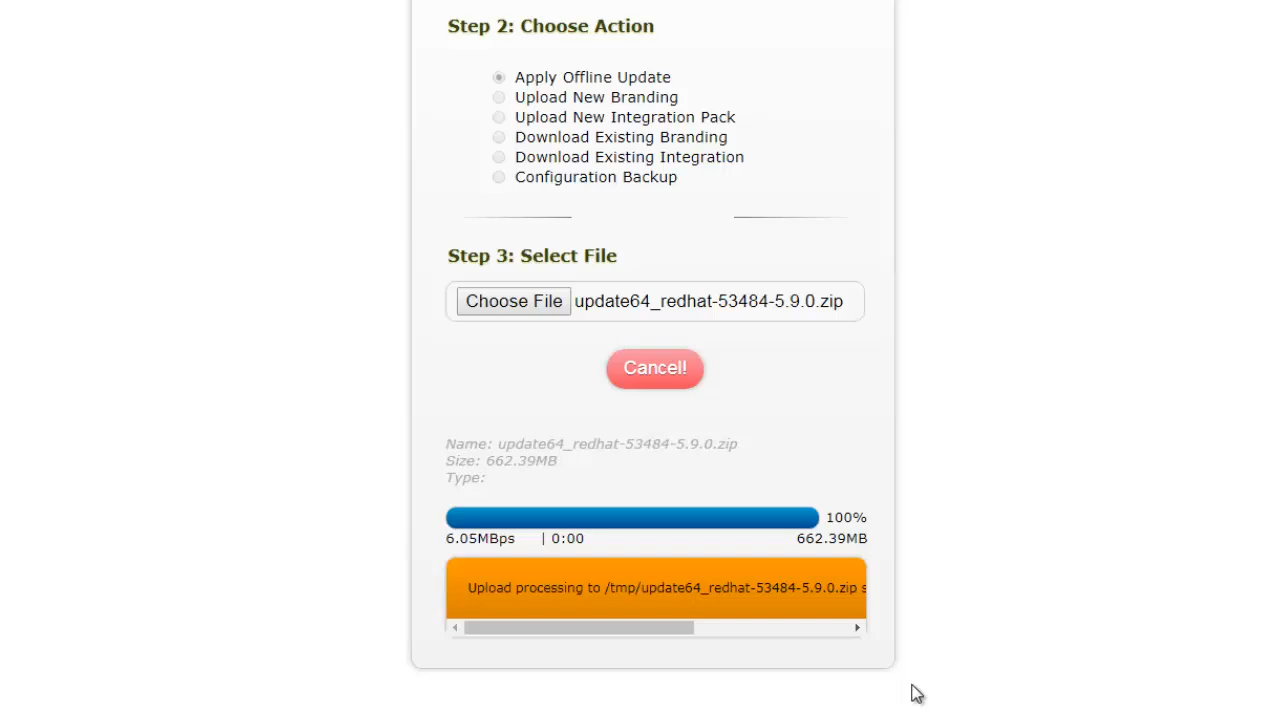 Step 2: Choose Action
Apply Offline Update
Upload New Branding
Upload New Integration Pack
Download Existing Branding
Download Existing Integration
Configuration Backup
Step 3: Select File
Choose File update64_redhat-53484-5.9.0.zip
Cancel!
Name: update64_redhat-53484-5.9.0.zip
Size: 662.39MB
Type:
100%
6.05MBps | 0:00 662.39MB
Upload processing to /tmp/update64_redhat-53484-5.9.0.zip s